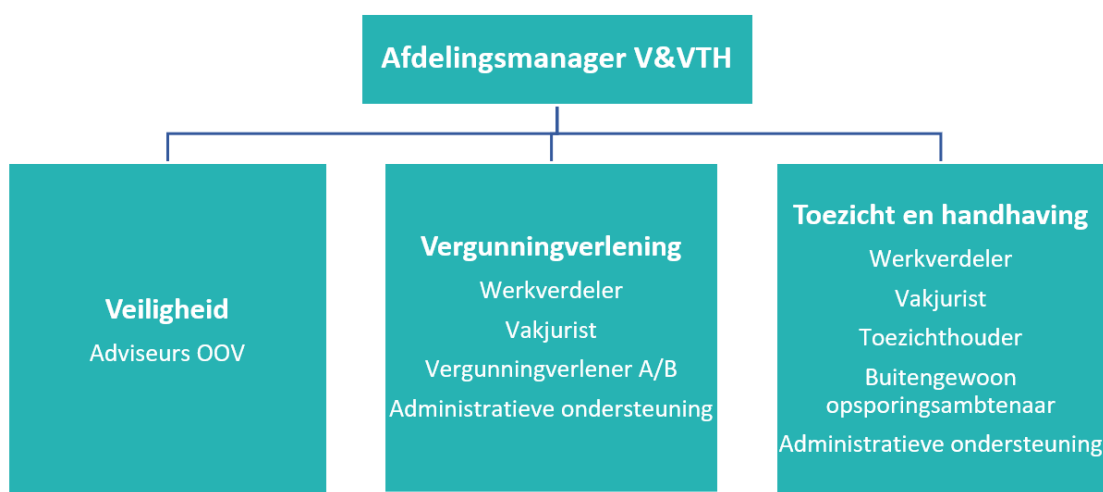 Afdelingsmanager V&VTH
Veiligheid
Adviseurs OOV
Vergunningverlening
Werkverdeler
Vakjurist
Vergunningverlener A/B
Administratieve ondersteuning
Toezicht en handhaving
Werkverdeler
Vakjurist
Toezichthouder
Buitengewoon
opsporingsambtenaar
Administratieve ondersteuning